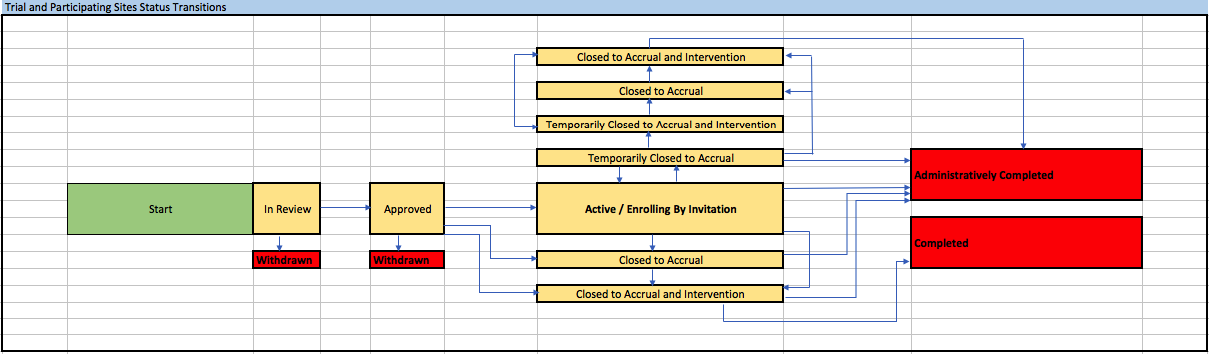 Trial and Participating Sites Status Transitions
Closed to Accrual and Intervention
Closed to Accrual
Temporarily Closed to Accrual and Intervention
Temporarily Closed to Accrual
Administratively Completed
Start
In Review
Approved
Active / Enrolling By Invitation
Completed
Withdrawn
Withdrawn
Closed to Accrual
Closed to Accrual and Intervention